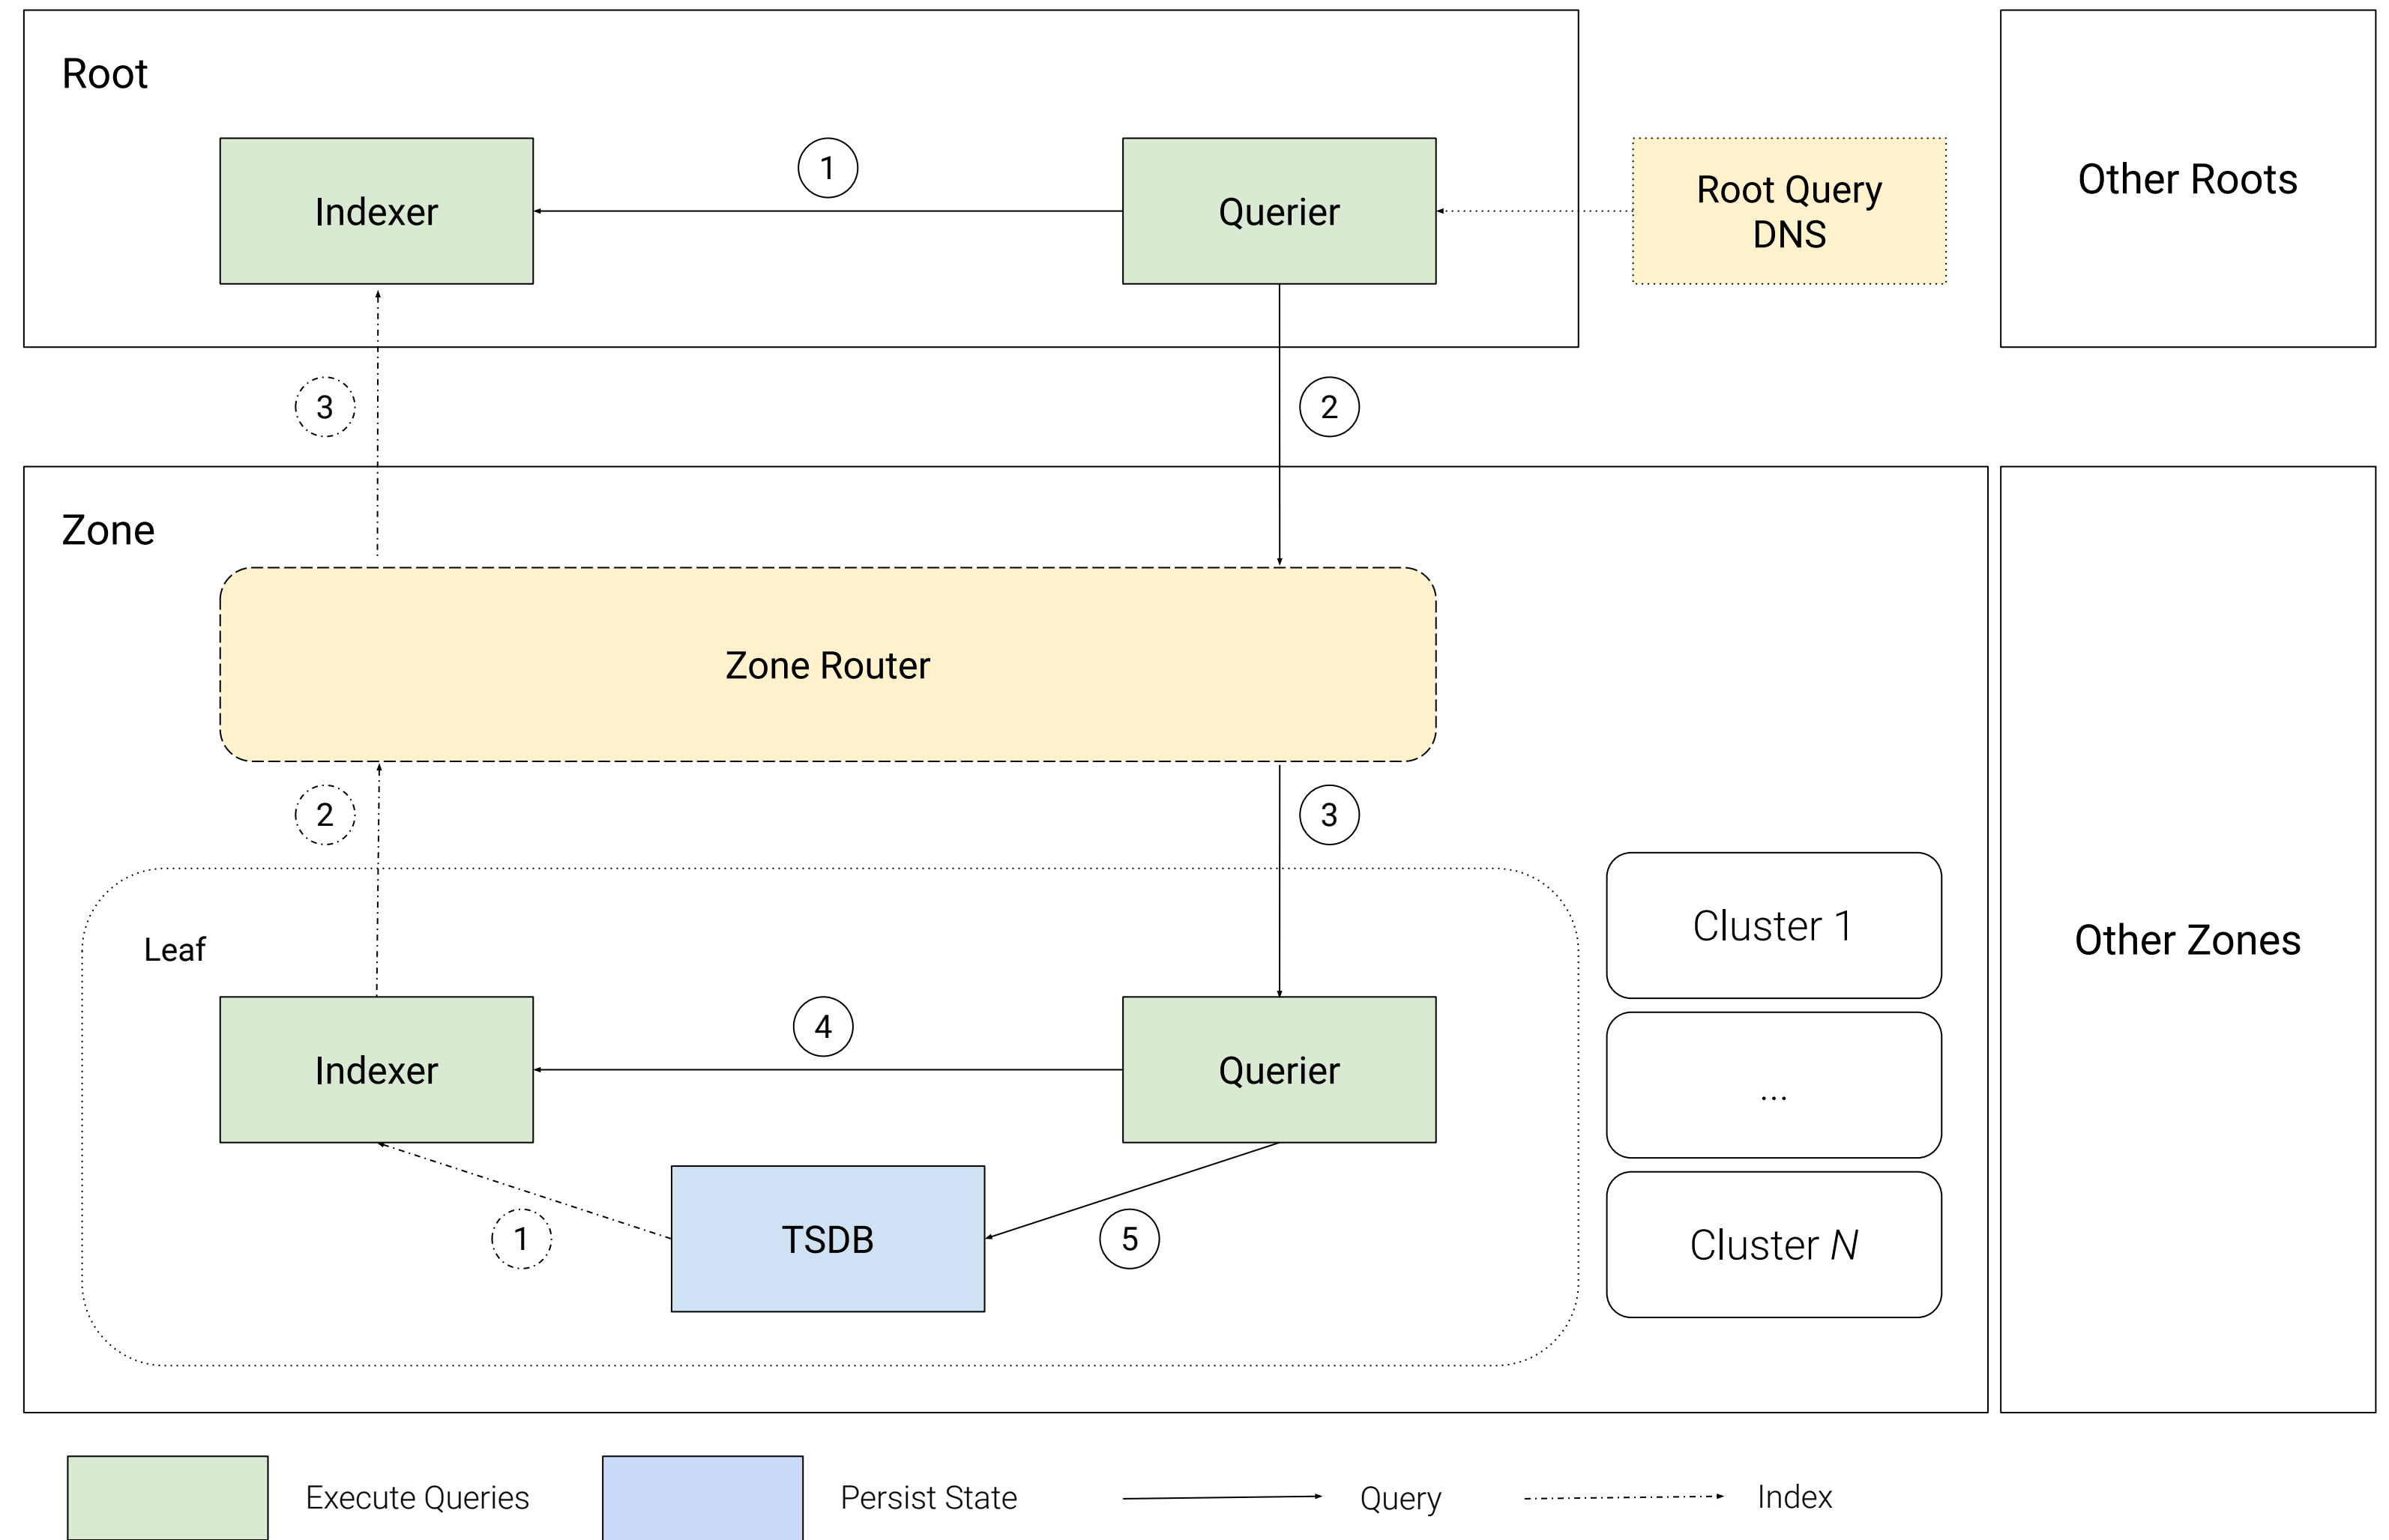 Root
Indexer
1
Querier
Root Query
DNS
Other Roots
3
2
Zone
Zone Router
2
3
Leaf
Indexer
4
Querier
1
TSDB
5
Cluster 1
...
Cluster N
Other Zones
Execute Queries
Persist State
Query
Index